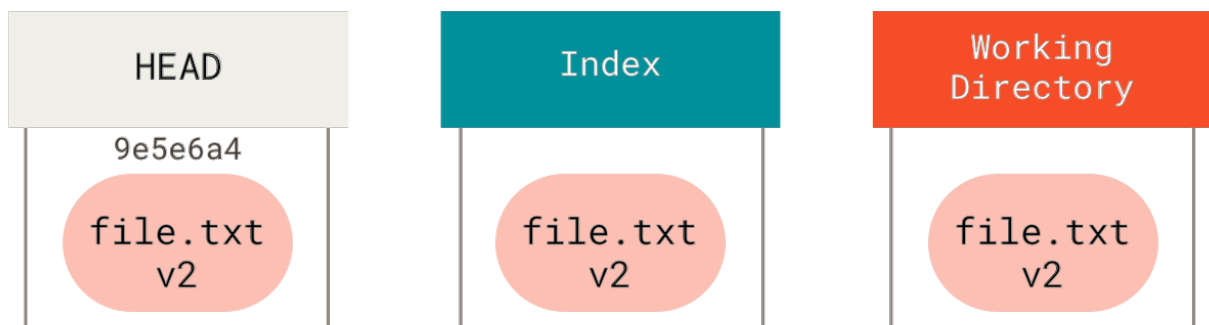 HEAD
Index
Working
Directory
9e5e6a4
file.txt
v2
file.txt
v2
file.txt
v2